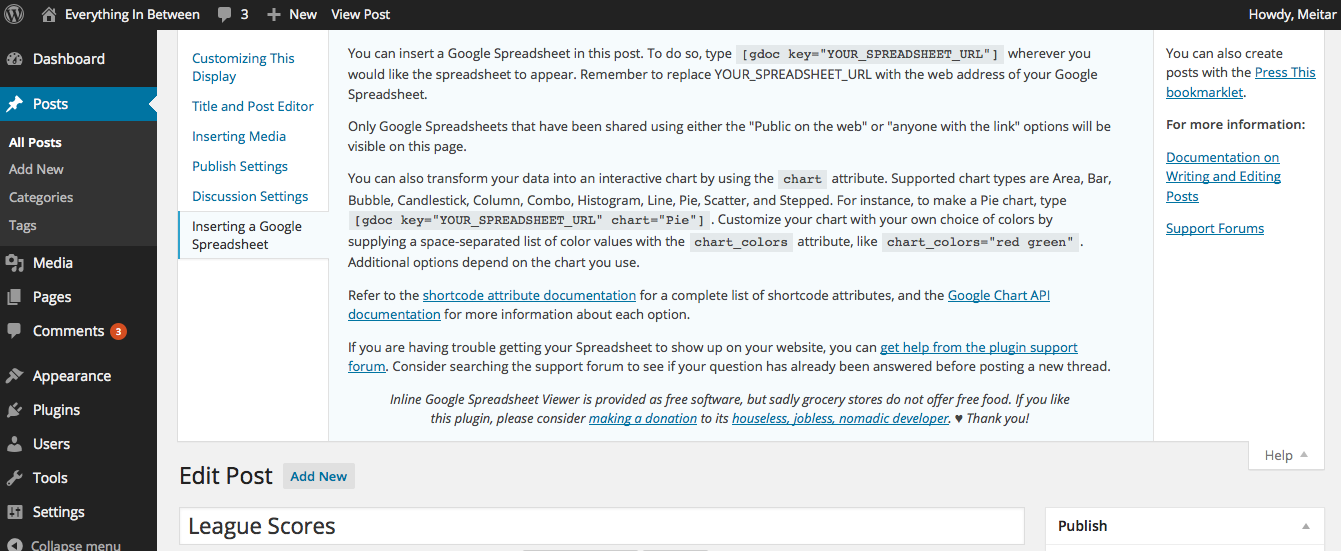 Everything In Between 3 New View Post Howdy, Meitar
Dashboard
Posts
All Posts
Add New
Categories
Tags
Media
Pages
Comments 3
Appearance
Plugins
Users
Tools
Settings
Collapse menu
Customizing This
Display
Title and Post Editor
Inserting Media
Publish Settings
Discussion Settings
Inserting a Google
Spreadsheet
You can insert a Google Spreadsheet in this post. To do so, type [gdoc key="YOUR_SPREADSHEET_URL"] wherever you
would like the spreadsheet to appear. Remember to replace YOUR_SPREADSHEET_URL with the web address of your Google
Spreadsheet.
Only Google Spreadsheets that have been shared using either the "Public on the web" or "anyone with the link" options will be
visible on this page.
You can also transform your data into an interactive chart by using the chart attribute. Supported chart types are Area, Bar,
Bubble, Candlestick, Column, Combo, Histogram, Line, Pie, Scatter, and Stepped. For instance, to make a Pie chart, type
[gdoc key="YOUR_SPREADSHEET_URL" chart="Pie"] . Customize your chart with your own choice of colors by
supplying a space-separated list of color values with the chart_colors attribute, like chart_colors="red green" .
Additional options depend on the chart you use.
Refer to the shortcode attribute documentation for a complete list of shortcode attributes, and the Google Chart API
documentation for more information about each option.
If you are having trouble getting your Spreadsheet to show up on your website, you can get help from the plugin support
forum. Consider searching the support forum to see if your question has already been answered before posting a new thread.
Inline Google Spreadsheet Viewer is provided as free software, but sadly grocery stores do not offer free food. If you like
this plugin, please consider making a donation to its houseless, jobless, nomadic developer. ♥ Thank you!
You can also create
posts with the Press This
bookmarklet.
For more information:
Documentation on
Writing and Editing
Posts
Support Forums
Help
Edit Post Add New
League Scores
Publish